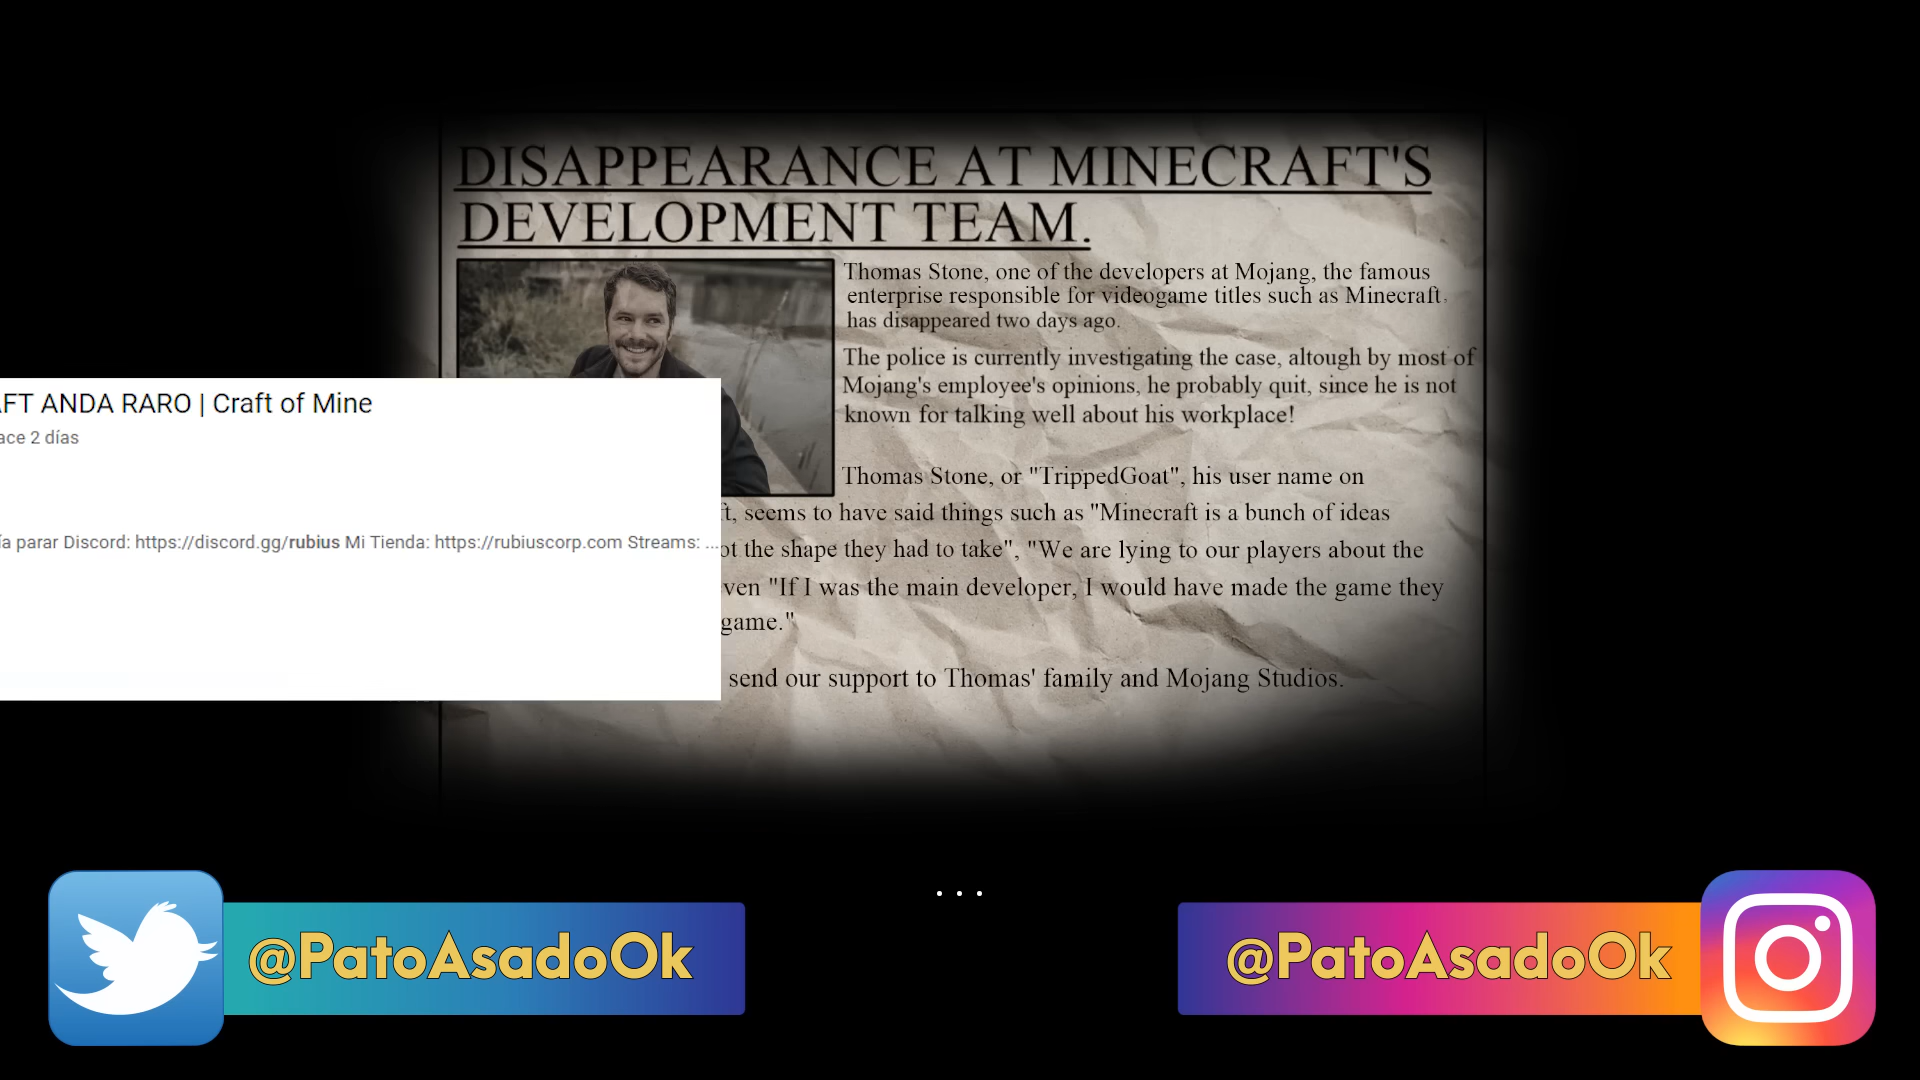 DISAPPEARANCE AT MINECRAFT'S
DEVELOPMENT TEAM.
Thomas Stone, one of the developers at Mojang, the famous
enterprise responsible for videogame titles such as Minecraft,
has disappeared two days ago.
The police is currently investigating the case, altough by most of
Mojang's employee's opinions, he probably quit, since he is not
known for talking well about his workplace!
Thomas Stone, or "TrippedGoat", his user name on
seems to have said things such as "Minecraft is a bunch of ideas
the shape they had to take", "We are lying to our players about the
"If I was the main developer, I would have made the game they
game."
send our support to Thomas' family and Mojang Studios.
ANDA RARO | Craft of Mine
2 días
parar Discord: https://discord.gg/rubius Mi Tienda: https://rubiuscorp.com Streams: ...
...
@PatoAsadoOk
@PatoAsadoOk